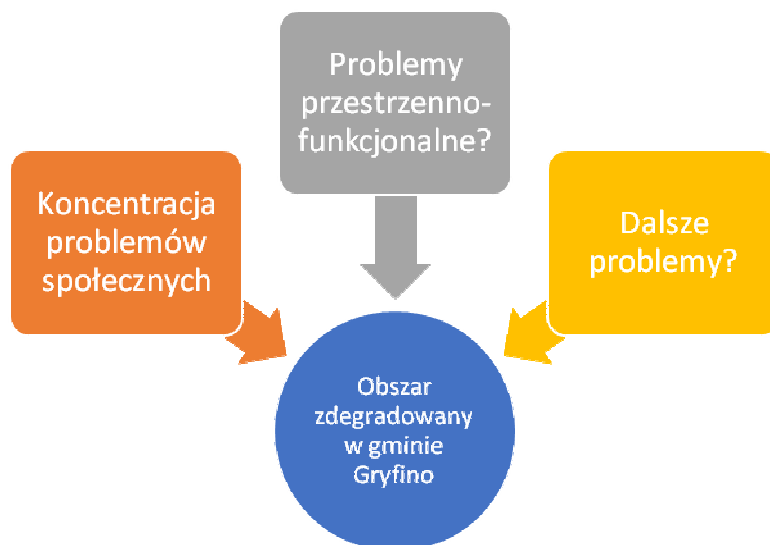 Problemy
przestrzenno-
funkcjonalne?
Koncentracja
problemów
społecznych
Dalsze
problemy?
Obszar
zdegradowany
w gminie
Gryfino